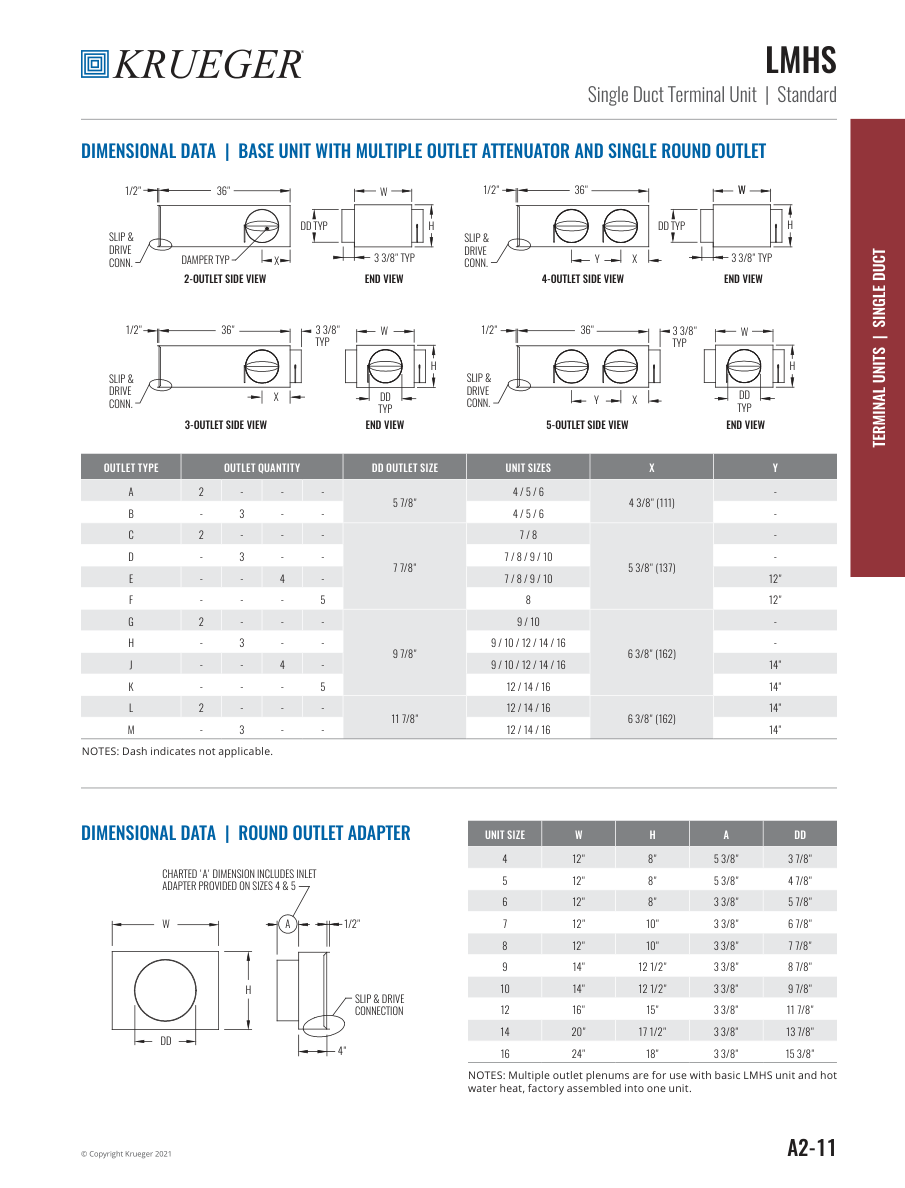 KRUEGER
LMHS
Single Duct Terminal Unit | Standard
TERMINAL UNITS | SINGLE DUCT
DIMENSIONAL DATA | BASE UNIT WITH MULTIPLE OUTLET ATTENUATOR AND SINGLE ROUND OUTLET
1/2" 36" W
DD TYP H
SLIP &
DRIVE
CONN.
DAMPER TYP X 3 3/8" TYP
2-OUTLET SIDE VIEW END VIEW
1/2" 36" W
DD TYP H
SLIP &
DRIVE
CONN.
Y X 3 3/8" TYP
4-OUTLET SIDE VIEW END VIEW
1/2" 36" 3 3/8" W
TYP
H
SLIP &
DRIVE
CONN.
X DD
TYP
3-OUTLET SIDE VIEW END VIEW
1/2" 36" 3 3/8" W
TYP
H
SLIP &
DRIVE
CONN.
Y X DD
TYP
5-OUTLET SIDE VIEW END VIEW
OUTLET TYPE OUTLET QUANTITY DD OUTLET SIZE UNIT SIZES X Y
A 2 - - - 4 / 5 / 6 -
5 7/8" 4 3/8" (111)
B - 3 - - 4 / 5 / 6 -
C 2 - - - 7 / 8 -
D - 3 - - 7 / 8 / 9 / 10 -
7 7/8" 5 3/8" (137)
E - - 4 - 7 / 8 / 9 / 10 12"
F - - - 5 8 12"
G 2 - - - 9 / 10 -
H - 3 - - 9 / 10 / 12 / 14 / 16 -
9 7/8" 6 3/8" (162)
J - - 4 - 9 / 10 / 12 / 14 / 16 14"
K - - - 5 12 / 14 / 16 14"
L 2 - - - 12 / 14 / 16 14"
11 7/8" 6 3/8" (162)
M - 3 - - 12 / 14 / 16 14"
NOTES: Dash indicates not applicable.
DIMENSIONAL DATA | ROUND OUTLET ADAPTER
CHARTED 'A' DIMENSION INCLUDES INLET
ADAPTER PROVIDED ON SIZES 4 & 5
W A 1/2"
H
SLIP & DRIVE
CONNECTION
DD
4"
UNIT SIZE W H A DD
4 12" 8" 5 3/8" 3 7/8"
5 12" 8" 5 3/8" 4 7/8"
6 12" 8" 3 3/8" 5 7/8"
7 12" 10" 3 3/8" 6 7/8"
8 12" 10" 3 3/8" 7 7/8"
9 14" 12 1/2" 3 3/8" 8 7/8"
10 14" 12 1/2" 3 3/8" 9 7/8"
12 16" 15" 3 3/8" 11 7/8"
14 20" 17 1/2" 3 3/8" 13 7/8"
16 24" 18" 3 3/8" 15 3/8"
NOTES: Multiple outlet plenums are for use with basic LMHS unit and hot
water heat, factory assembled into one unit.
© Copyright Krueger 2021
A2-11